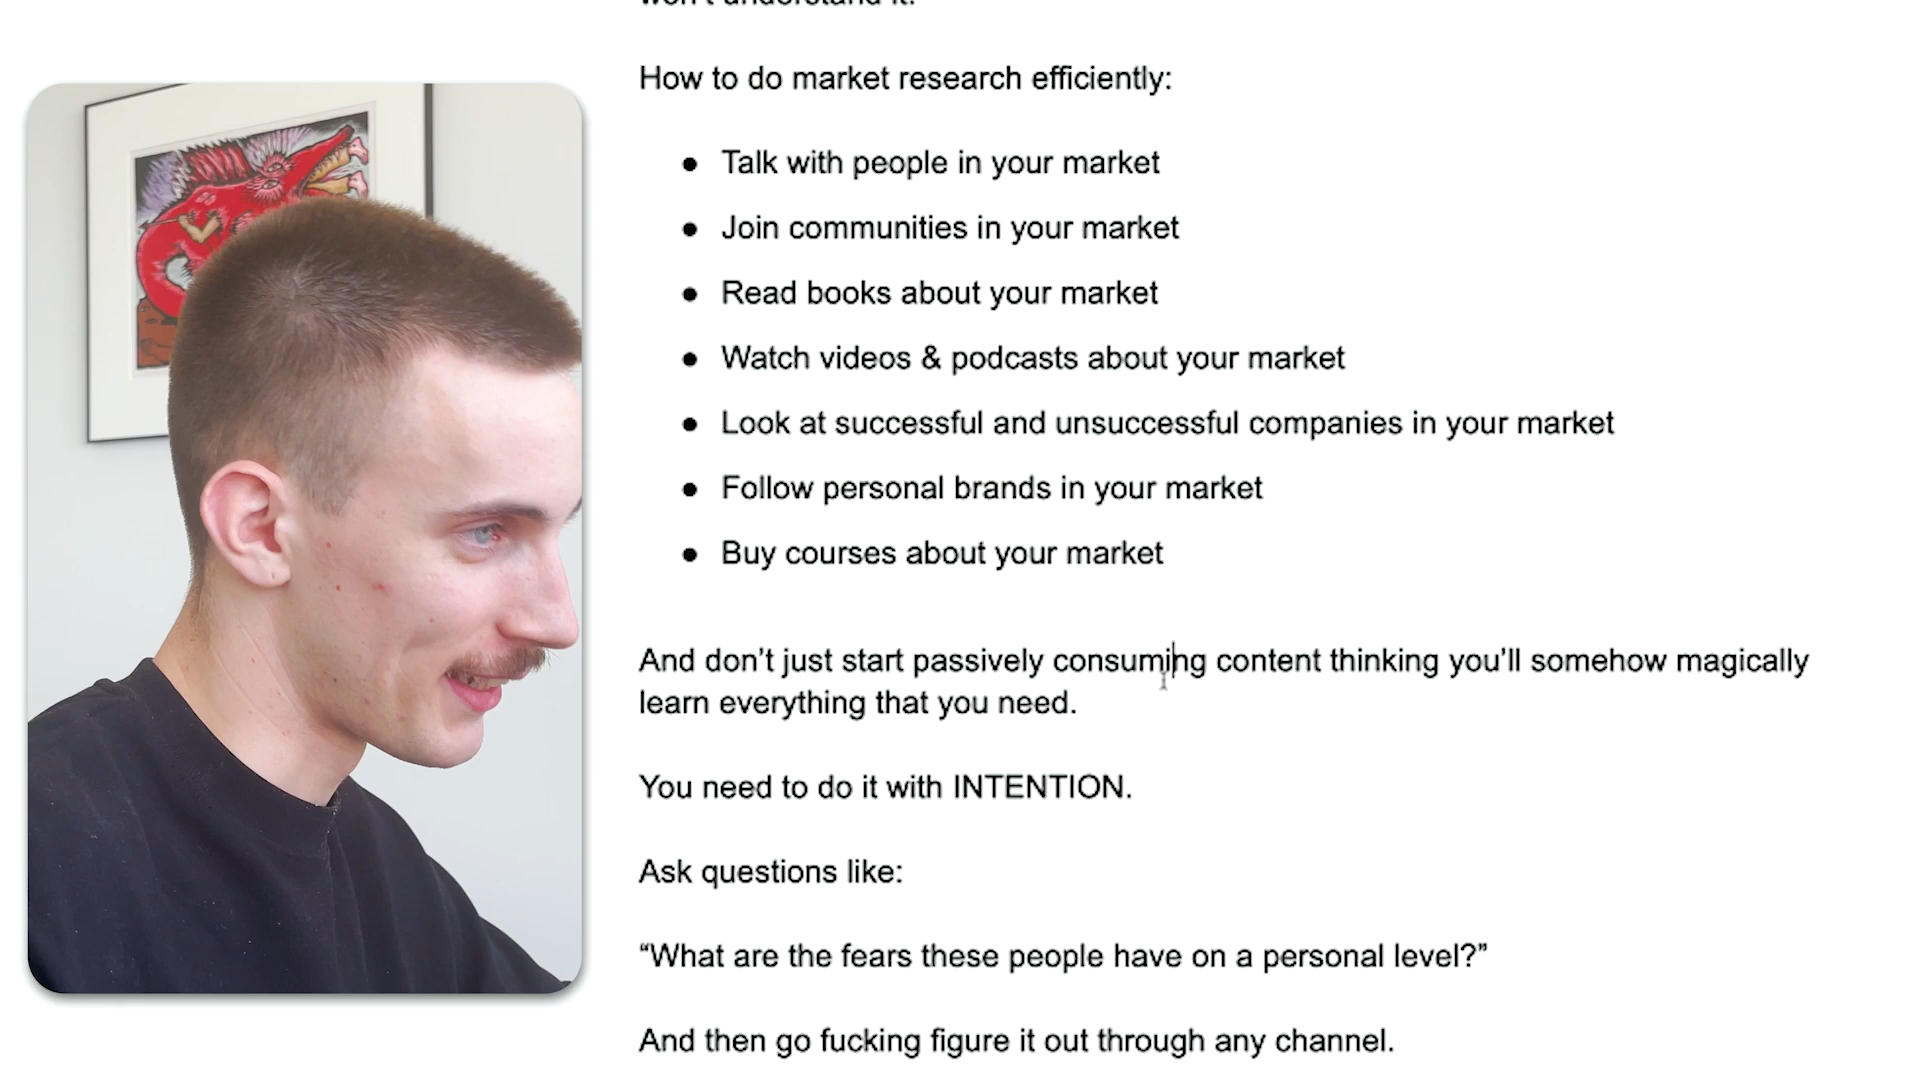 won't understand it.
How to do market research efficiently:
● Talk with people in your market
● Join communities in your market
● Read books about your market
● Watch videos & podcasts about your market
● Look at successful and unsuccessful companies in your market
● Follow personal brands in your market
● Buy courses about your market
And don’t just start passively consuming content thinking you’ll somehow magically
learn everything that you need.
You need to do it with INTENTION.
Ask questions like:
“What are the fears these people have on a personal level?”
And then go fucking figure it out through any channel.